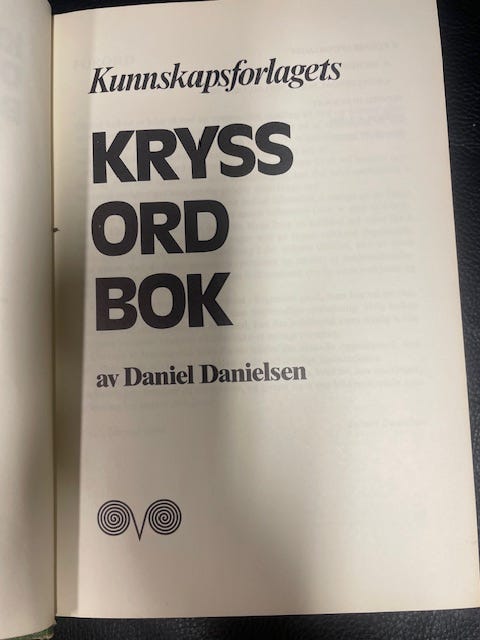 Kunnskapsforlagets
KRYSS
ORD
BOK
av Daniel Danielsen